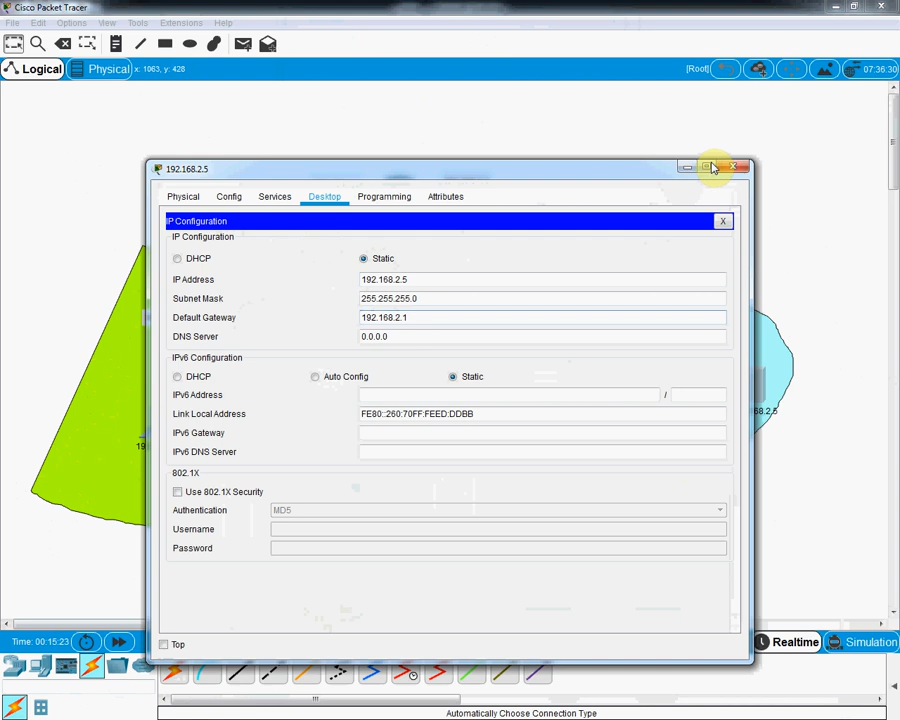 Cisco Packet Tracer
File Edit View Tools Extensions Help
Logical Physical x: 1063, y: 428 [Root] 07:36:30
192.168.2.5
Physical Config Services Desktop Programming Attributes
IP Configuration X
IP Configuration
DHCP Static
IP Address 192.168.2.5
Subnet Mask 255.255.255.0
Default Gateway 192.168.2.1
DNS Server 0.0.0.0
IPv6 Configuration
DHCP Auto Config Static
IPv6 Address /
Link Local Address FE80::260:70FF:FEED:DDBB
IPv6 Gateway
IPv6 DNS Server
802.1X
Use 802.1X Security
Authentication MD5
Username
Password
Top
19
68.2.5
Time: 00:15:23 Realtime Simulation
Automatically Choose Connection Type